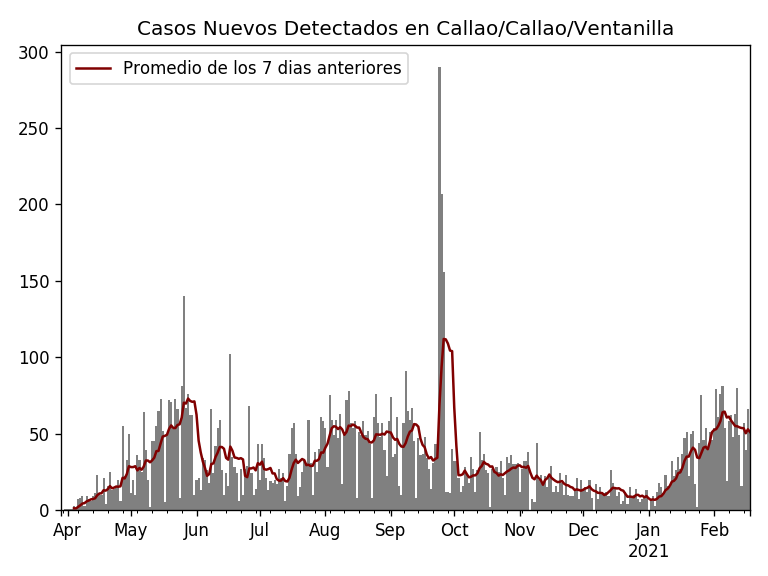 Casos Nuevos Detectados en Callao/Callao/Ventanilla
Promedio de los 7 dias anteriores
300
250
200
150
100
50
0
Apr May Jun Jul Aug Sep Oct Nov Dec Jan Feb
2021